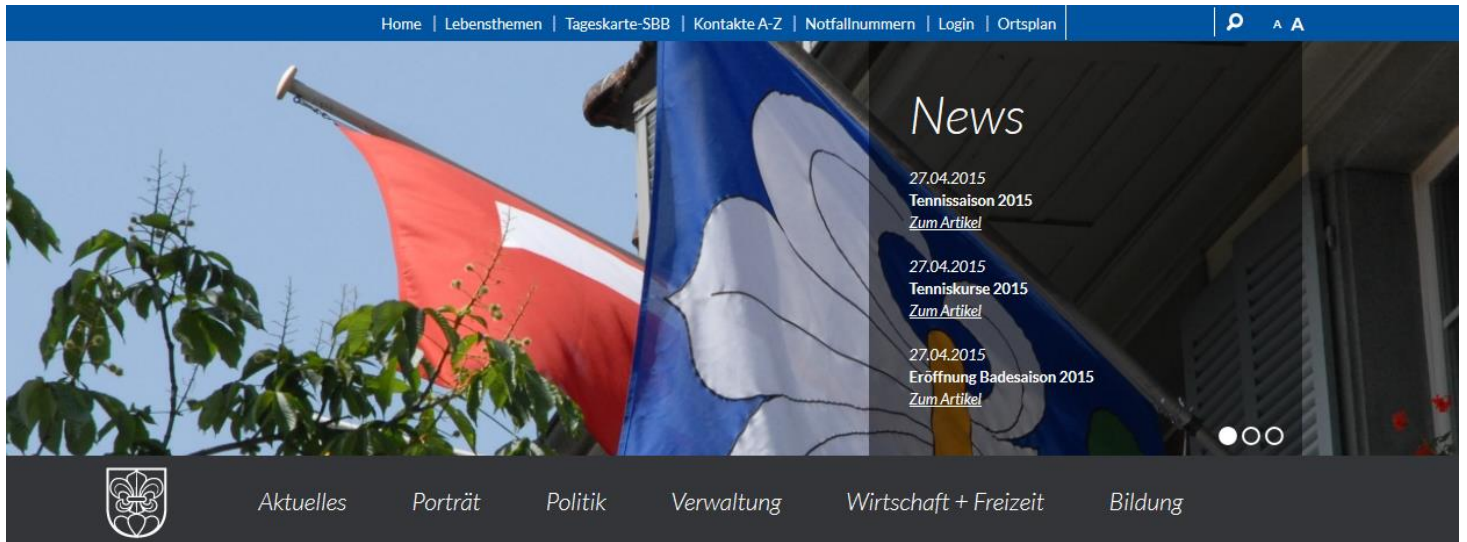 Home | Lebensthemen | Tageskarte-SBB | Kontakte A-Z | Notfallnummern | Login | Ortsplan
A A
News
27.04.2015
Tennissaison 2015
Zum Artikel
27.04.2015
Tenniskurse 2015
Zum Artikel
27.04.2015
Eröffnung Badesaison 2015
Zum Artikel
Aktuelles Porträt Politik Verwaltung Wirtschaft + Freizeit Bildung